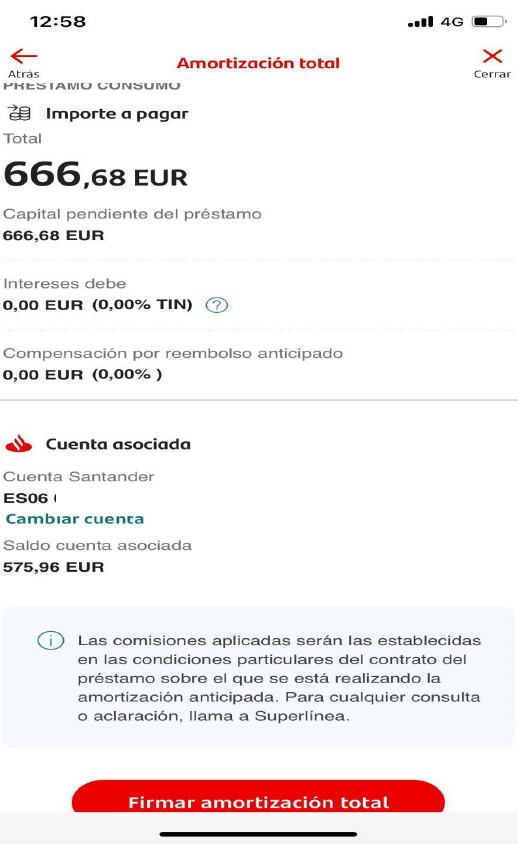 12:58
4G
Atrás
Amortización total
Cerrar
PRÉSTAMO CONSUMO
Importe a pagar
Total
666,68 EUR
Capital pendiente del préstamo
666,68 EUR
Intereses debe
0,00 EUR (0,00% TIN) ?
Compensación por reembolso anticipado
0,00 EUR (0,00% )
Cuenta asociada
Cuenta Santander
ES06
Cambiar cuenta
Saldo cuenta asociada
575,96 EUR
Las comisiones aplicadas serán las establecidas
en las condiciones particulares del contrato del
préstamo sobre el que se está realizando la
amortización anticipada. Para cualquier consulta
o aclaración, llama a Superlínea.
Firmar amortización total